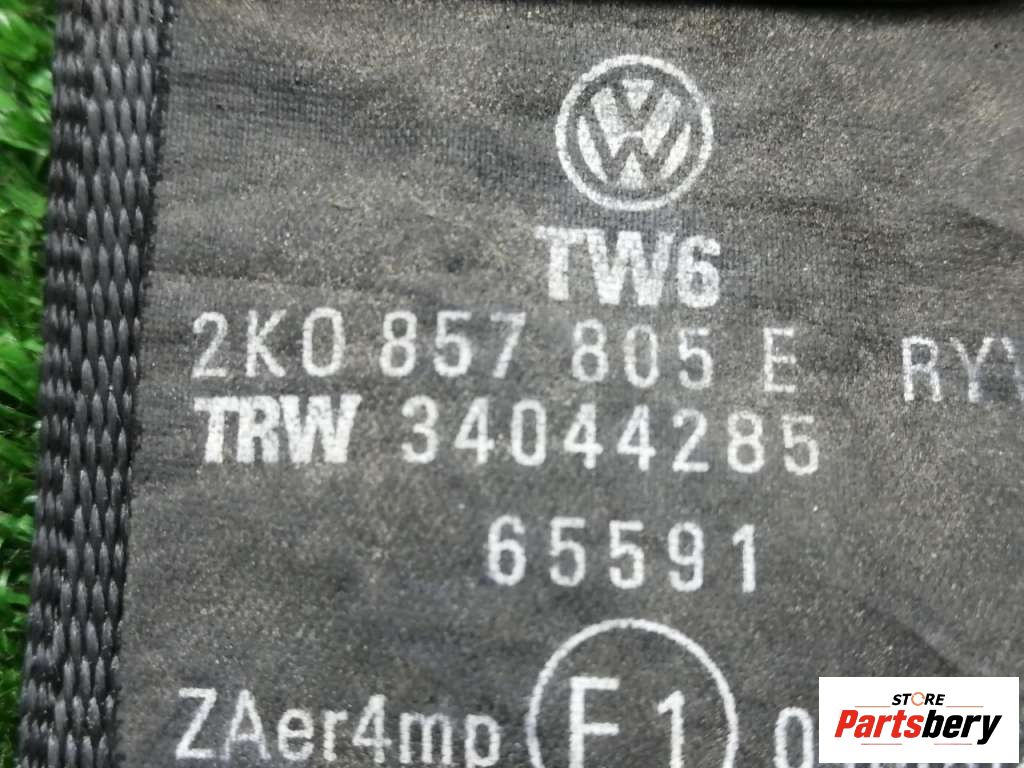 TW6
2K0 857 805 E
TRW 34044285
65591
ZAer4mp E1
STORE
Partsbery